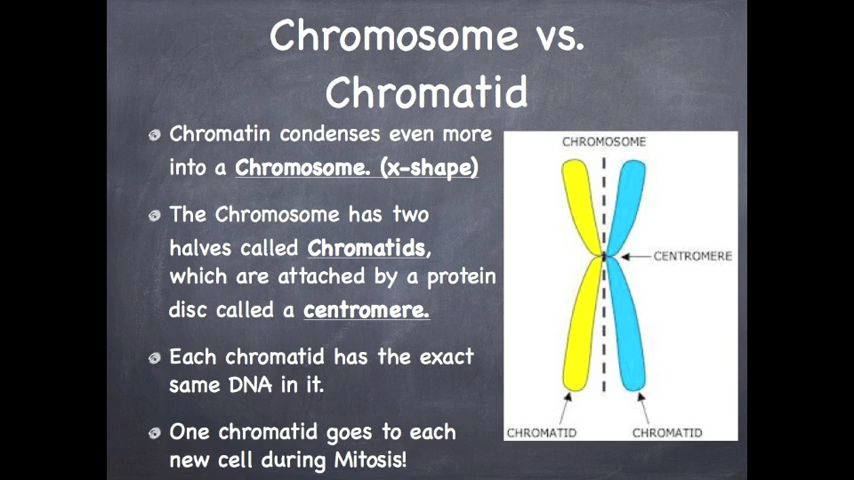 Chromosome vs.
Chromatid
Chromatin condenses even more
into a Chromosome. (x-shape)
The Chromosome has two
halves called Chromatids,
which are attached by a protein
disc called a centromere.
Each chromatid has the exact
same DNA in it.
One chromatid goes to each
new cell during Mitosis!
CHROMOSOME
CENTROMERE
CHROMATID
CHROMATID